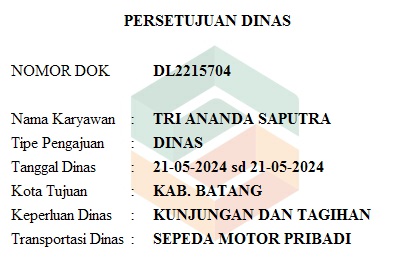 PERSETUJUAN DINAS
NOMOR DOK DL2215704
Nama Karyawan : TRI ANANDA SAPUTRA
Tipe Pengajuan : DINAS
Tanggal Dinas : 21-05-2024 sd 21-05-2024
Kota Tujuan : KAB. BATANG
Keperluan Dinas : KUNJUNGAN DAN TAGIHAN
Transportasi Dinas : SEPEDA MOTOR PRIBADI